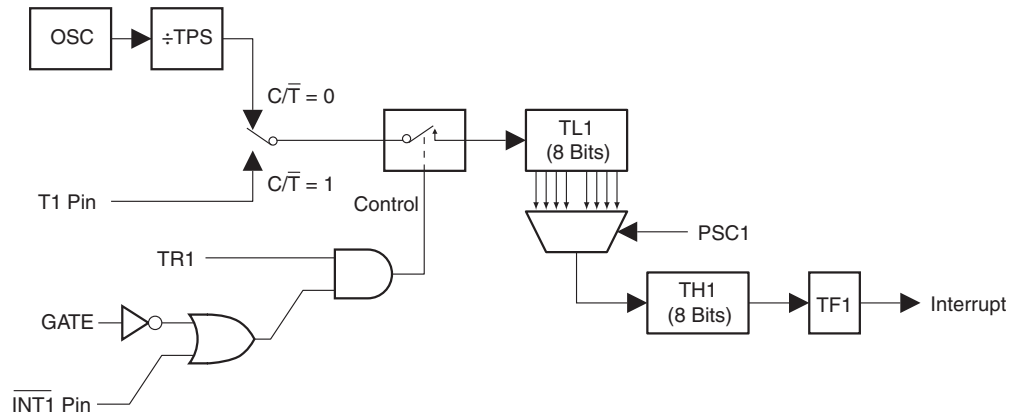 OSC
÷TPS
C/T̅ = 0
C/T̅ = 1
T1 Pin
TL1
(8 Bits)
Control
PSC1
TR1
TH1
(8 Bits)
TF1
Interrupt
GATE
I̅N̅T̅1̅ Pin